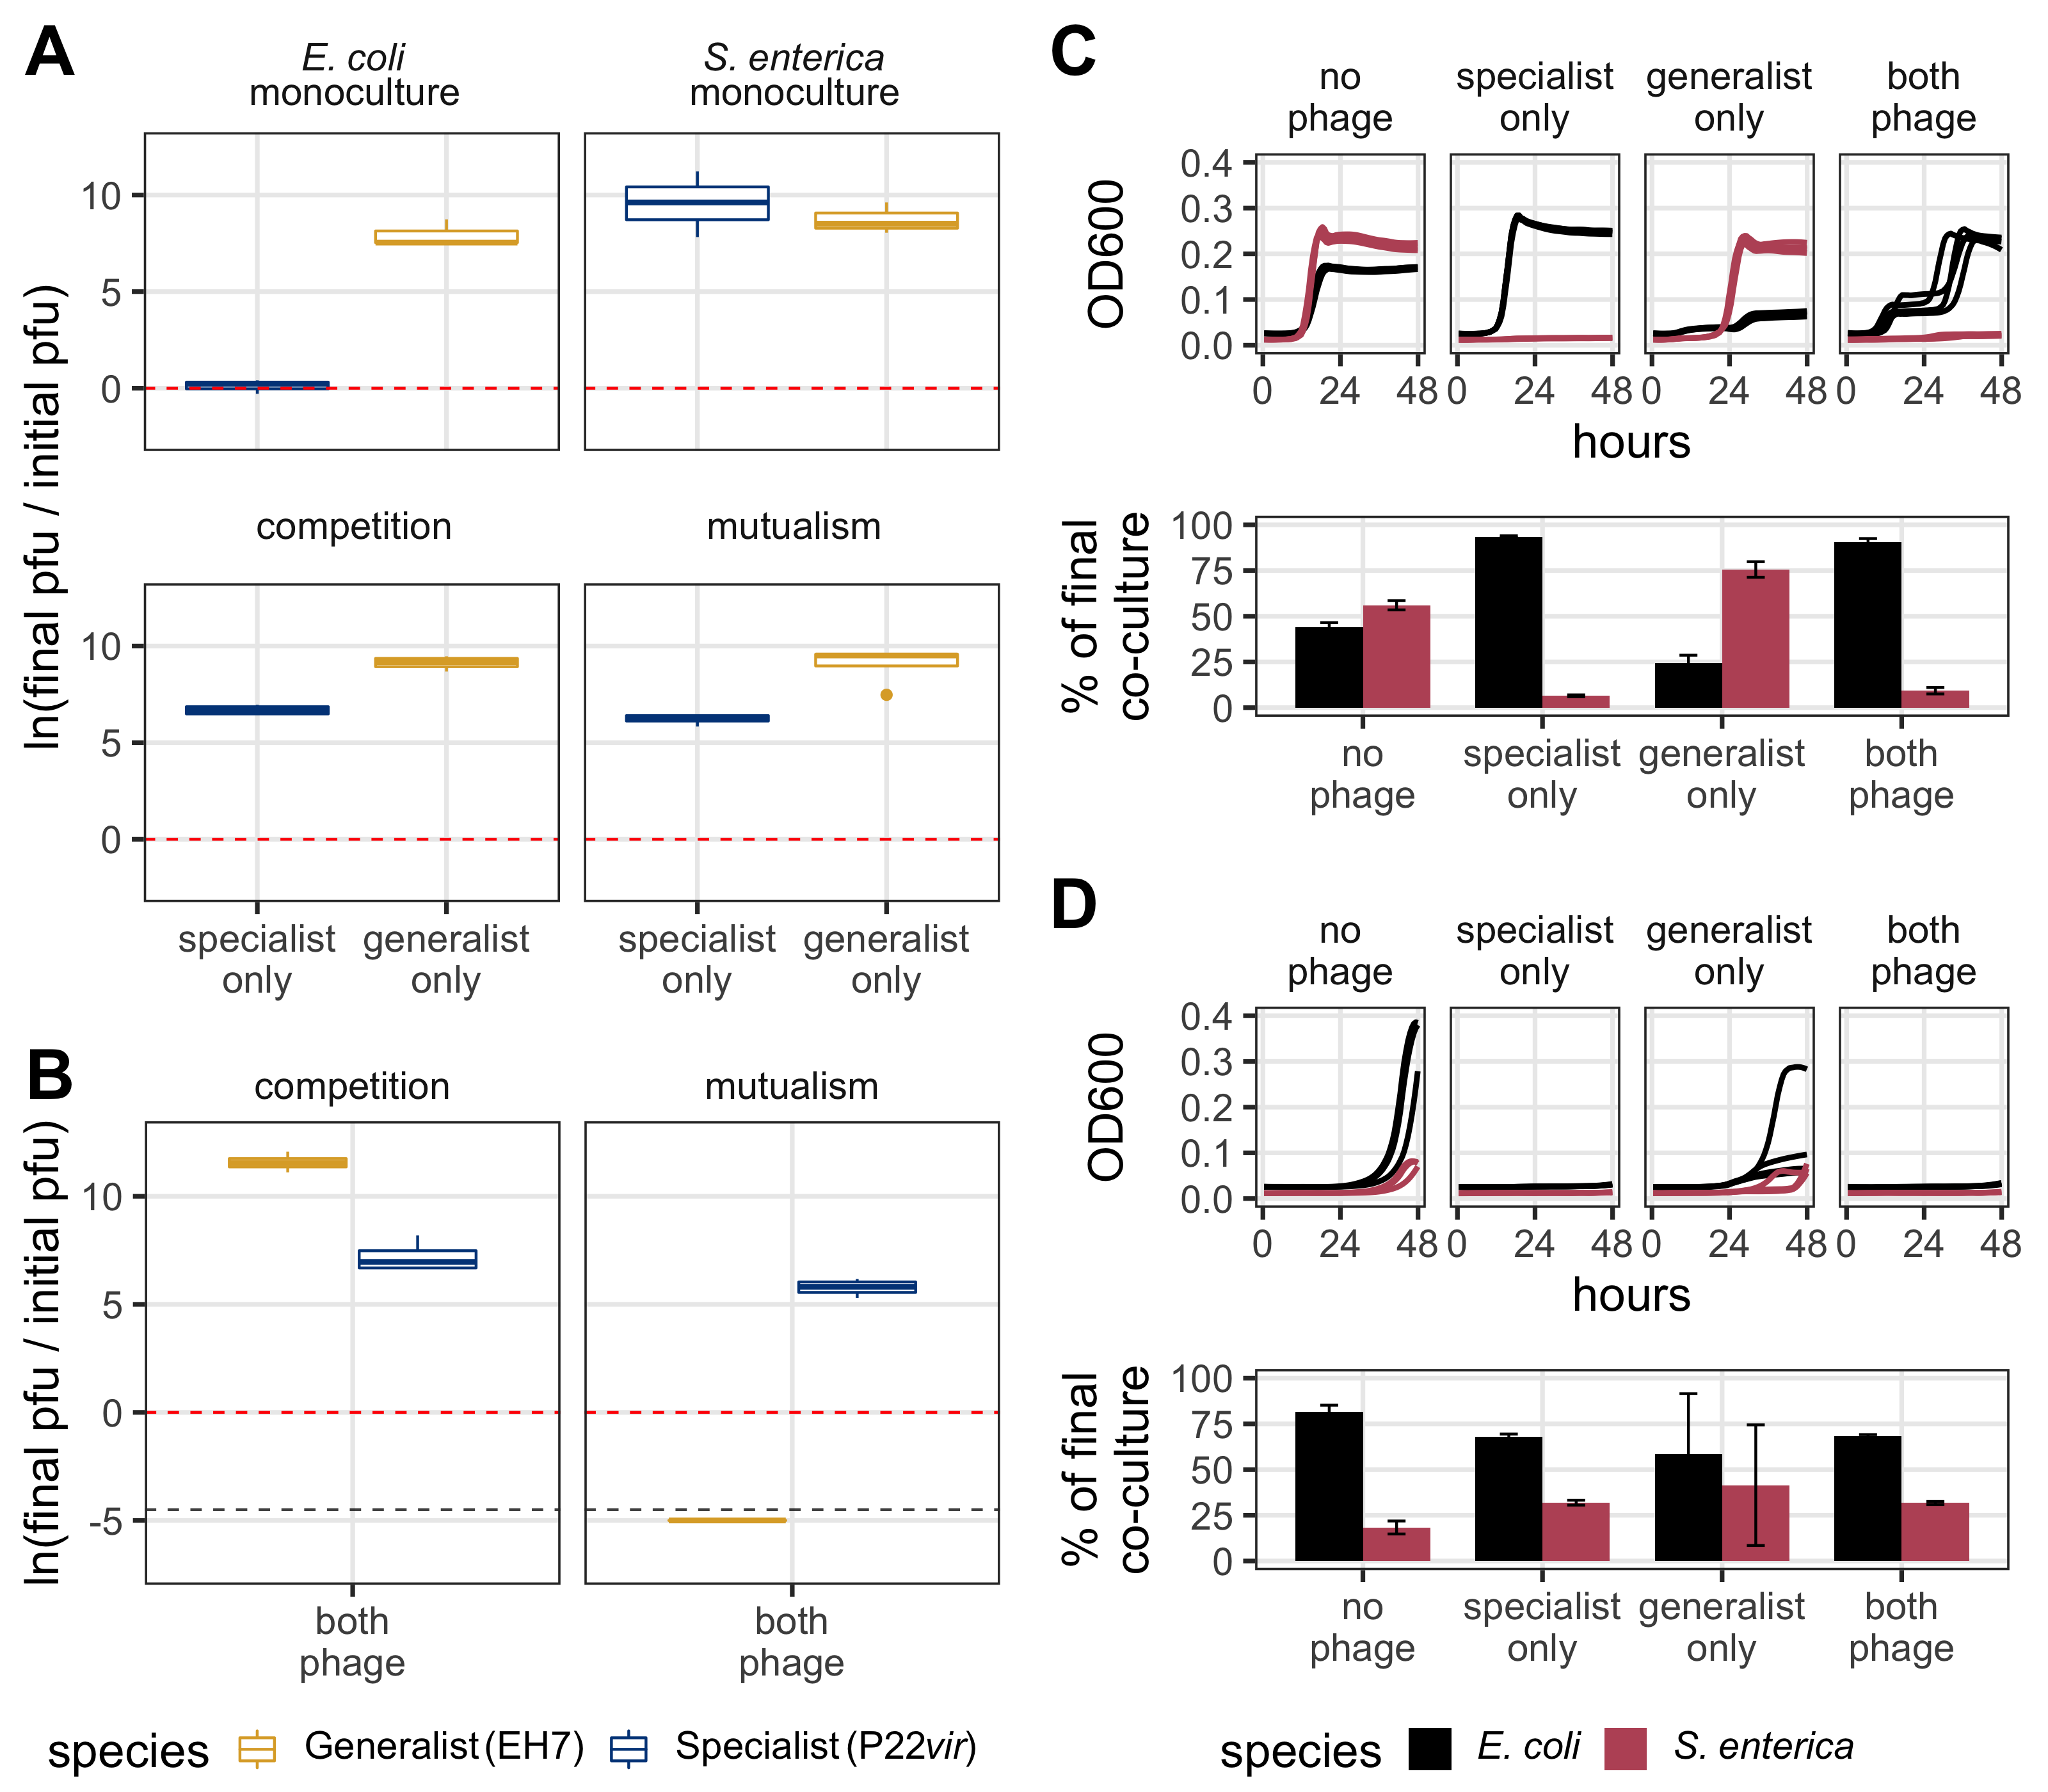 A
E. coli
monoculture
S. enterica
monoculture
ln(final pfu / initial pfu)
10
5
0
competition
mutualism
10
5
0
specialist
only
generalist
only
specialist
only
generalist
only
B
competition
mutualism
ln(final pfu / initial pfu)
10
5
0
-5
both
phage
both
phage
species
Generalist (EH7)
Specialist (P22vir)
C
no
phage
specialist
only
generalist
only
both
phage
OD600
0.4
0.3
0.2
0.1
0.0
0 24 48 0 24 48 0 24 48 0 24 48
hours
% of final
co-culture
100
75
50
25
0
no
phage
specialist
only
generalist
only
both
phage
D
no
phage
specialist
only
generalist
only
both
phage
OD600
0.4
0.3
0.2
0.1
0.0
0 24 48 0 24 48 0 24 48 0 24 48
hours
% of final
co-culture
100
75
50
25
0
no
phage
specialist
only
generalist
only
both
phage
species
E. coli
S. enterica